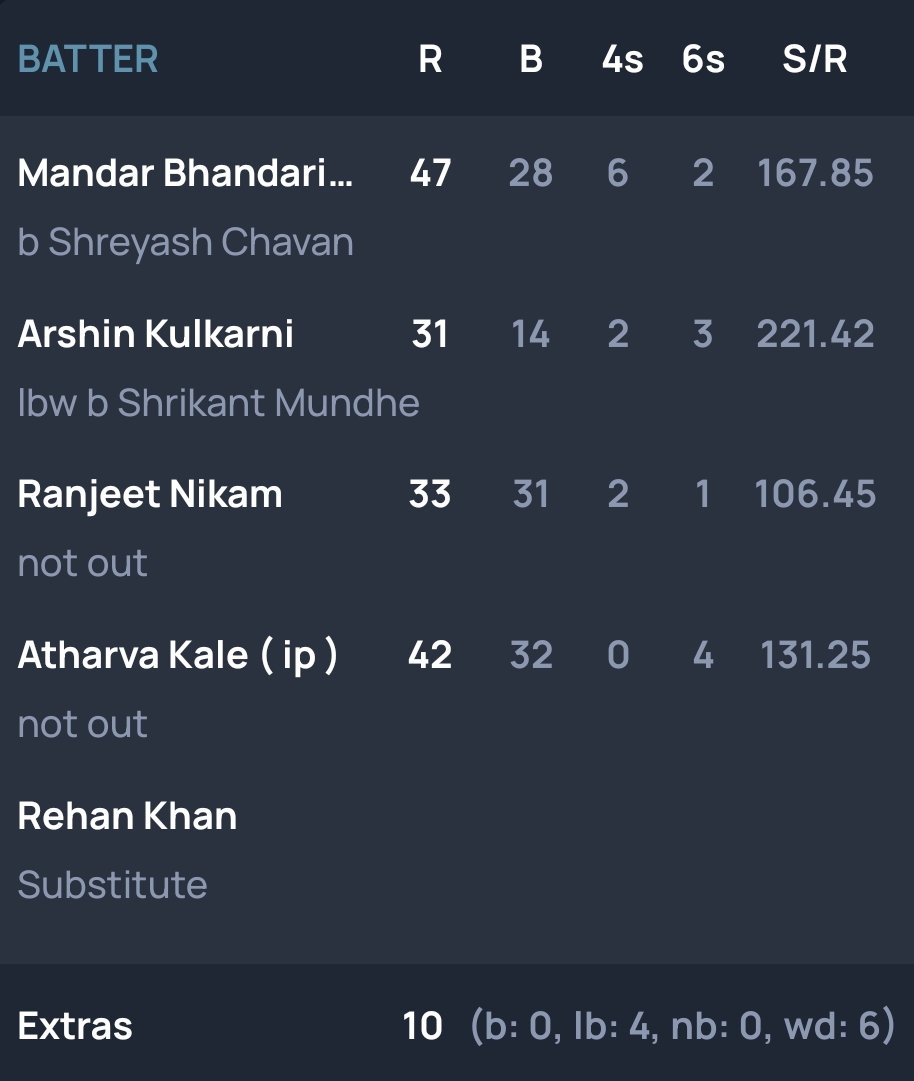 BATTER R B 4s 6s S/R
Mandar Bhandari... 47 28 6 2 167.85
b Shreyash Chavan
Arshin Kulkarni 31 14 2 3 221.42
lbw b Shrikant Mundhe
Ranjeet Nikam 33 31 2 1 106.45
not out
Atharva Kale ( ip ) 42 32 0 4 131.25
not out
Rehan Khan
Substitute
Extras 10 (b: 0, lb: 4, nb: 0, wd: 6)